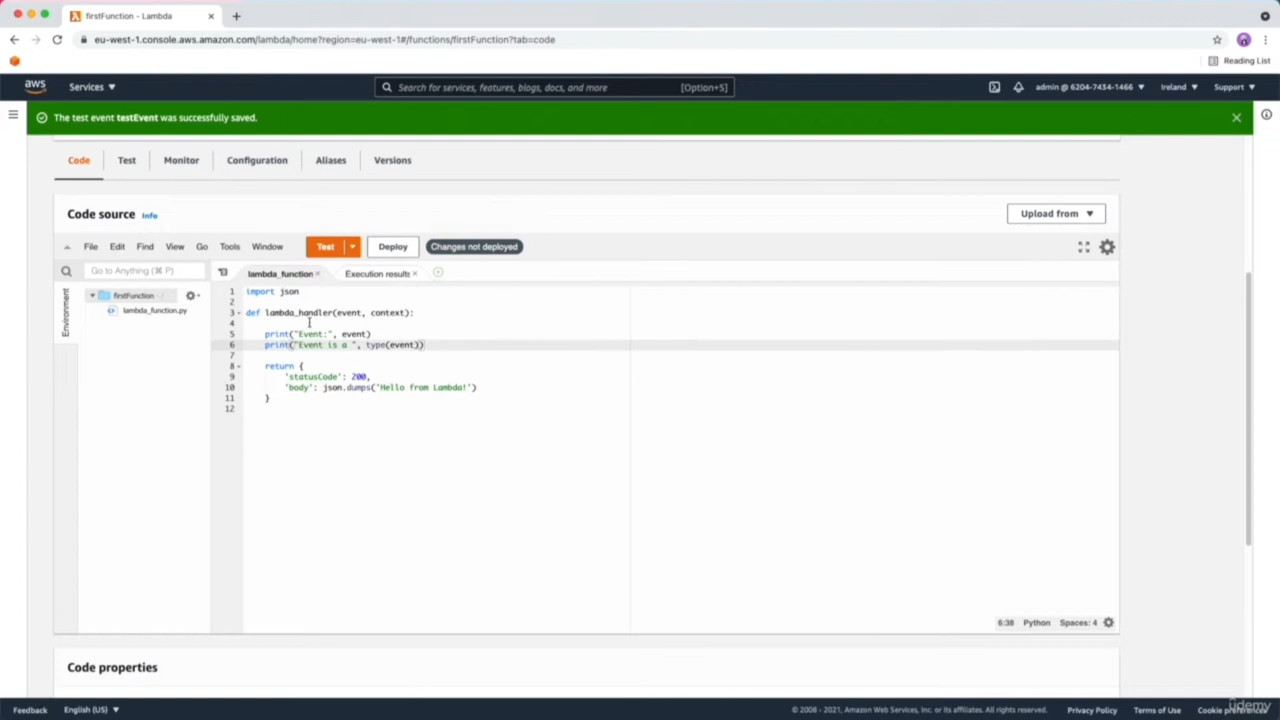 firstFunction - Lambda
eu-west-1.console.aws.amazon.com/lambda/home?region=eu-west-1#/functions/firstFunction?tab=code
Reading List
aws Services ▼ Search for services, features, blogs, docs, and more [Option+S] admin @ 6204-7434-1466 ▼ Ireland ▼ Support ▼
The test event testEvent was successfully saved.
Code Test Monitor Configuration Aliases Versions
Code source Info Upload from ▼
File Edit Find View Go Tools Window Test Deploy Changes not deployed
Go to Anything (⌘ P) lambda_function × Execution results ×
Environment
firstFunction
lambda_function.py
1 import json
2
3 def lambda_handler(event, context):
4
5 print("Event:", event)
6 print("Event is a ", type(event))
7
8 return {
9 'statusCode': 200,
10 'body': json.dumps('Hello from Lambda!')
11 }
12
6:38 Python Spaces: 4
Code properties
Feedback English (US) ▼ © 2008 - 2021, Amazon Web Services, Inc. or its affiliates. All rights reserved. Privacy Policy Terms of Use Cookie preferences
udemy